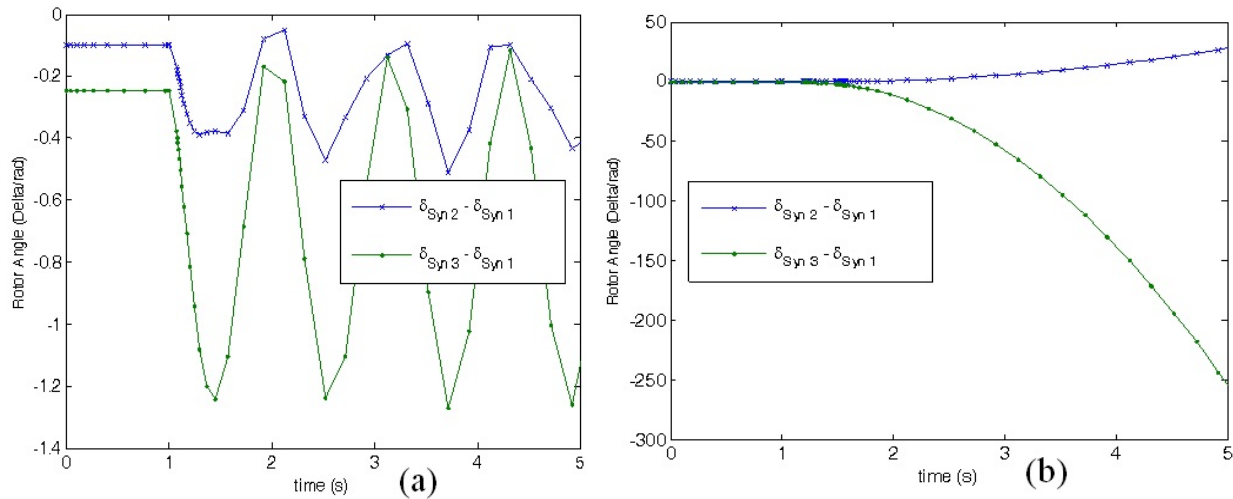 0
-0.2
-0.4
-0.6
-0.8
-1
-1.2
-1.4
Rotor Angle (Delta/rad)
δSyn 2 - δSyn 1
δSyn 3 - δSyn 1
0 1 2 3 4 5
time (s)
(a)
50
0
-50
-100
-150
-200
-250
-300
Rotor Angle (Delta/rad)
δSyn 2 - δSyn 1
δSyn 3 - δSyn 1
0 1 2 3 4 5
time (s)
(b)